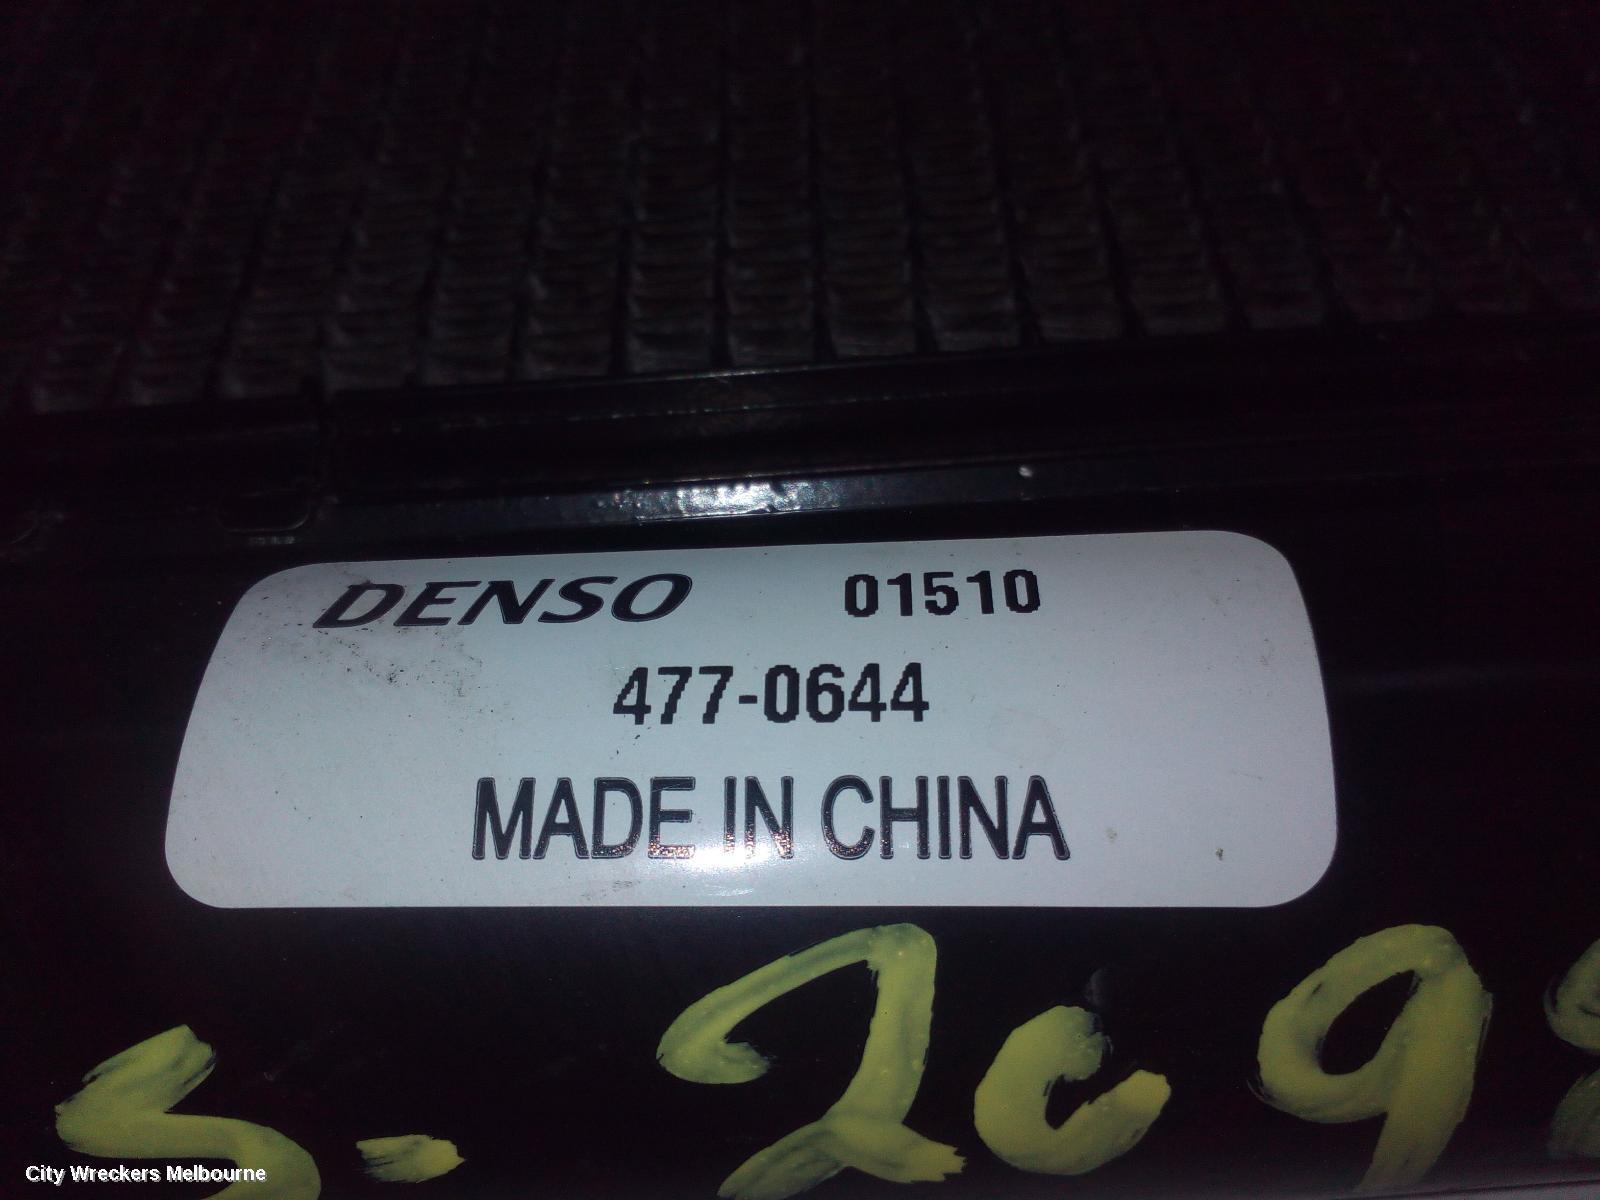 DENSO 01510
477-0644
MADE IN CHINA
City Wreckers Melbourne